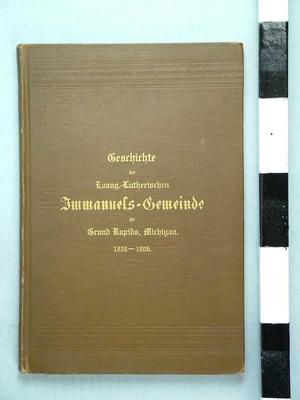 Geschichte
der
Evang.-Lutherischen
Immanuels-Gemeinde
zu
Grand Rapids, Michigan.
1856—1906.